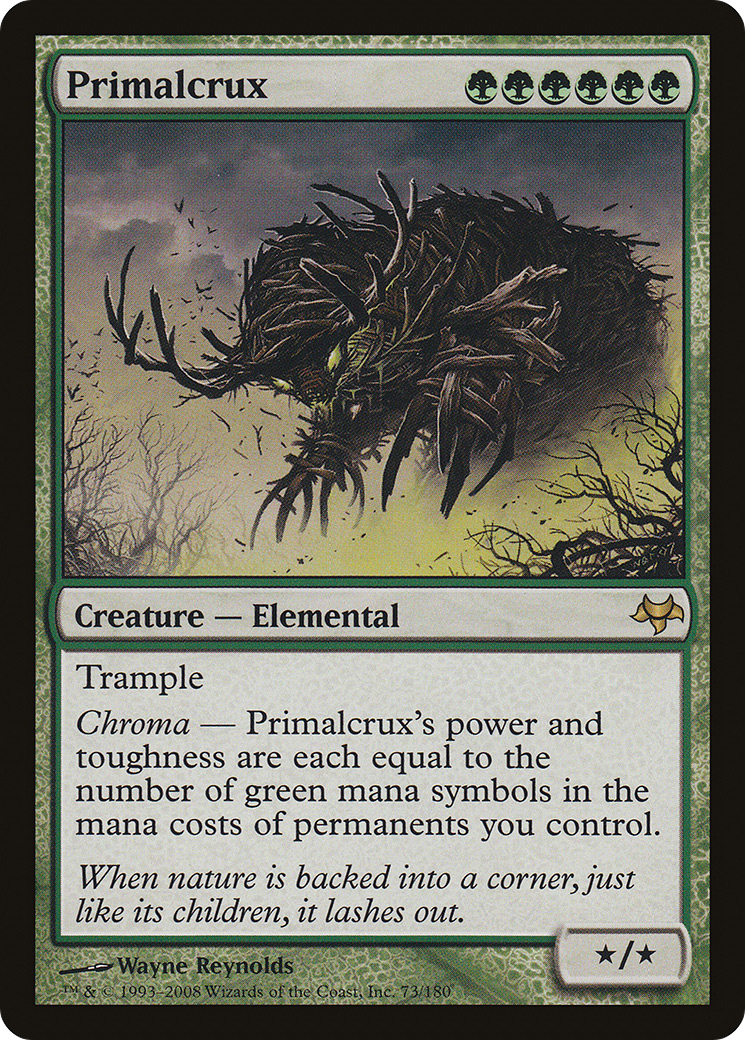 Primalcrux
Creature — Elemental
Trample
Chroma — Primalcrux's power and
toughness are each equal to the
number of green mana symbols in the
mana costs of permanents you control.
When nature is backed into a corner, just
like its children, it lashes out.
★/★
Wayne Reynolds
™ & © 1993–2008 Wizards of the Coast, Inc. 73/180